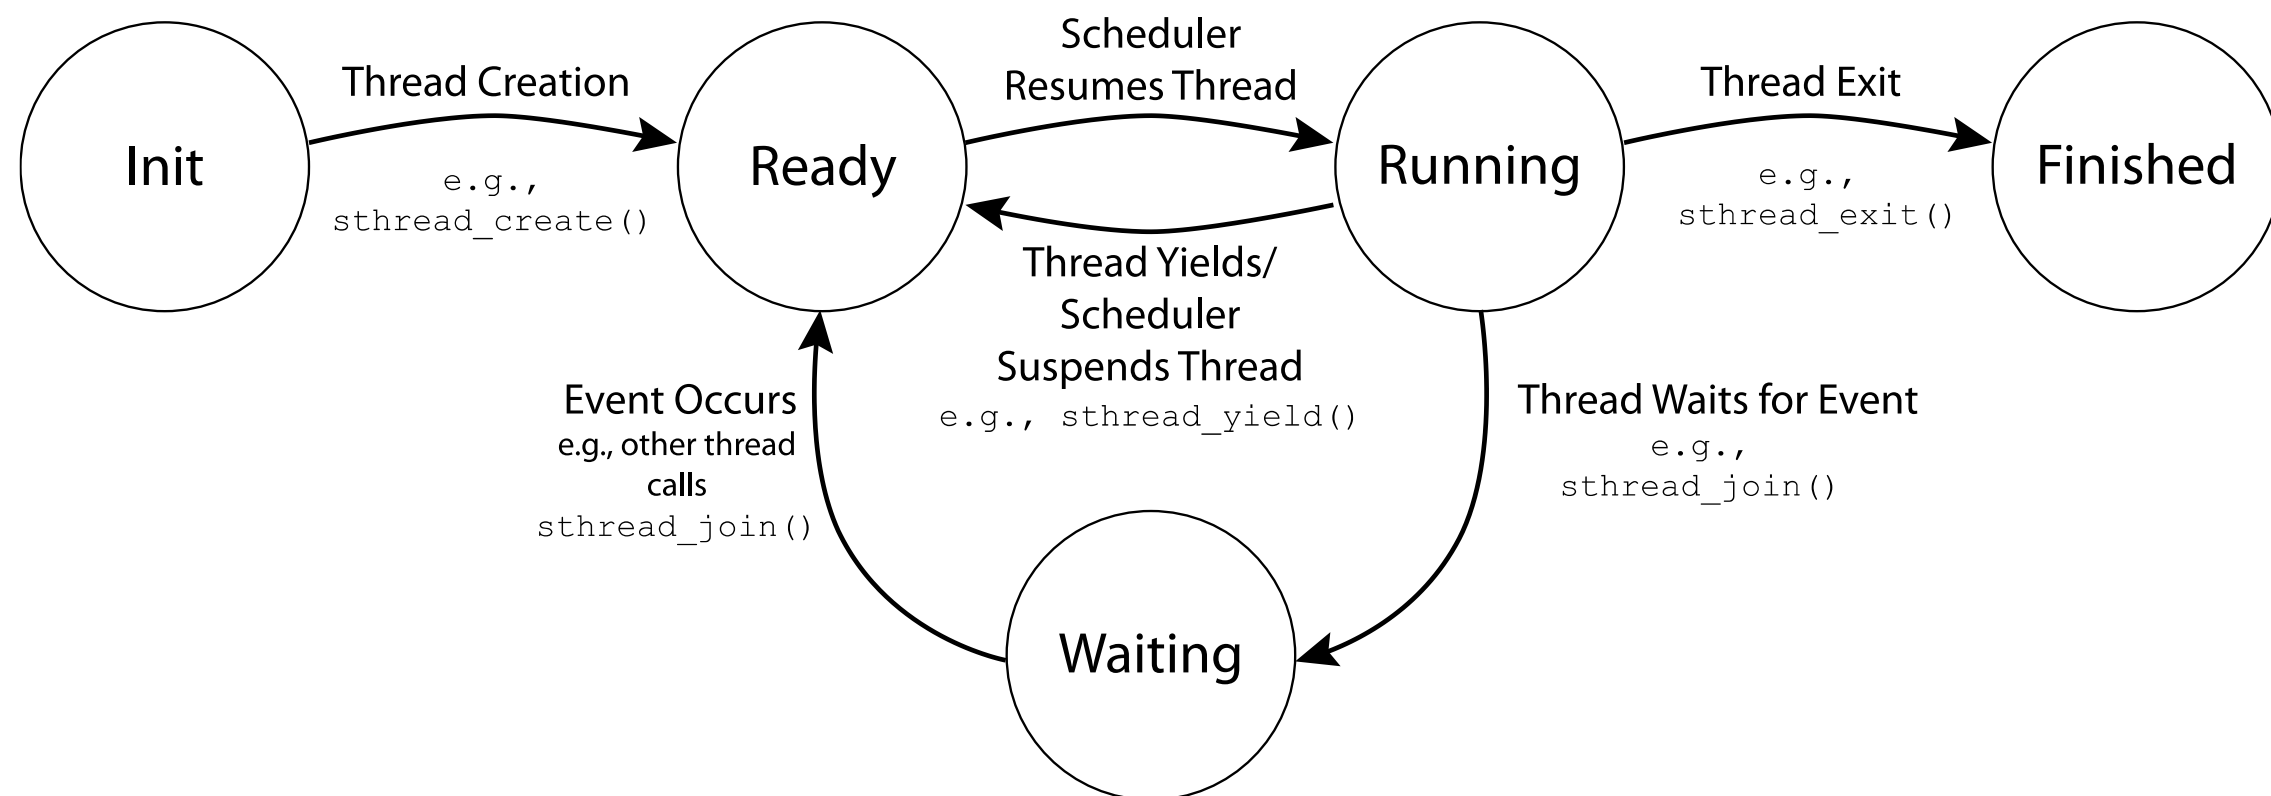 Init
Thread Creation
e.g.,
sthread_create()
Ready
Scheduler
Resumes Thread
Thread Yields/
Scheduler
Suspends Thread
e.g., sthread_yield()
Running
Thread Exit
e.g.,
sthread_exit()
Finished
Event Occurs
e.g., other thread
calls
sthread_join()
Thread Waits for Event
e.g.,
sthread_join()
Waiting